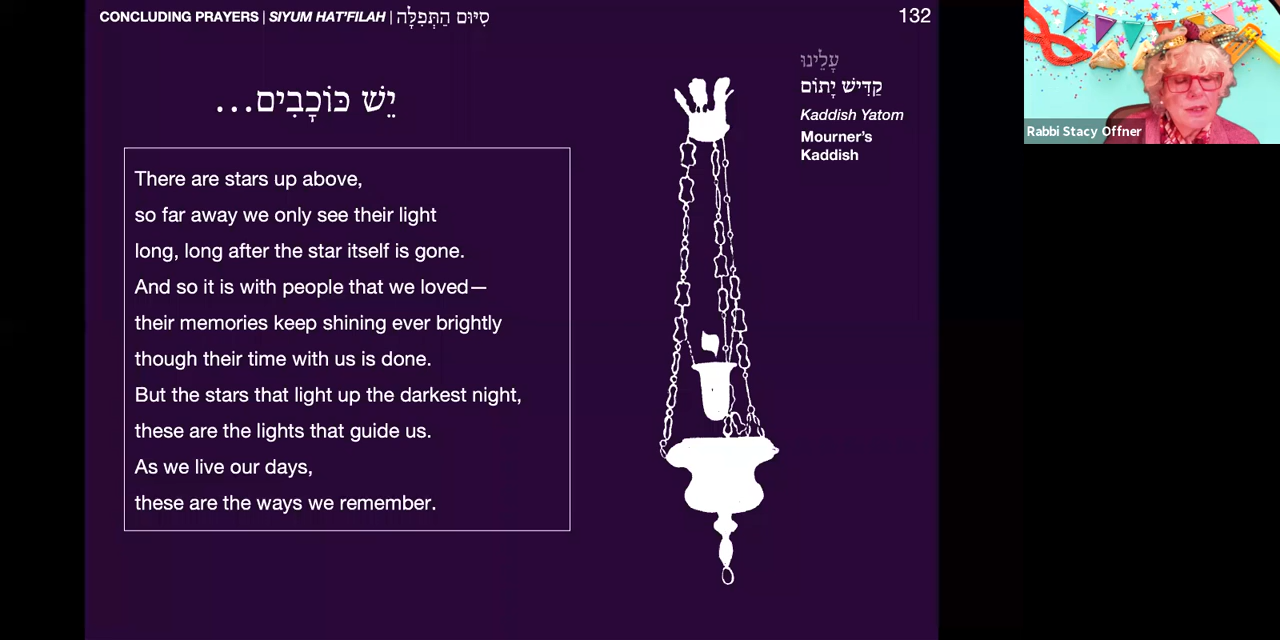 CONCLUDING PRAYERS | SIYUM HAT’FILAH | סִיּוּם הַתְּפִלָּה
132
יֵשׁ כּוֹכָבִים...
There are stars up above,
so far away we only see their light
long, long after the star itself is gone.
And so it is with people that we loved—
their memories keep shining ever brightly
though their time with us is done.
But the stars that light up the darkest night,
these are the lights that guide us.
As we live our days,
these are the ways we remember.
עָלֵינוּ
קַדִּישׁ יָתוֹם
Kaddish Yatom
Mourner’s
Kaddish
י
Rabbi Stacy Offner